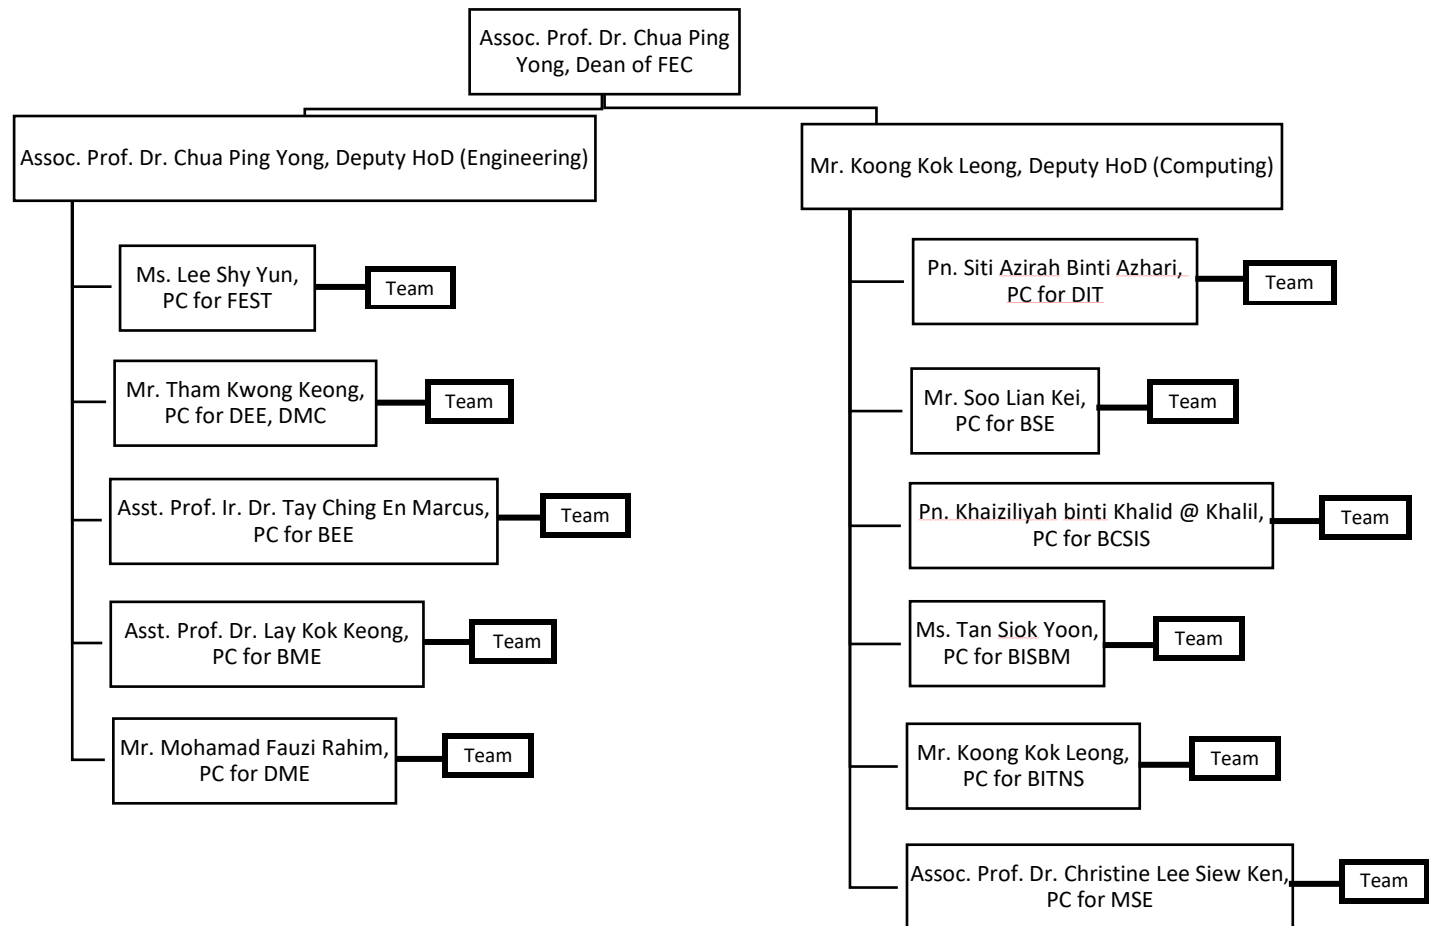 Assoc. Prof. Dr. Chua Ping
Yong, Dean of FEC
Assoc. Prof. Dr. Chua Ping Yong, Deputy HoD (Engineering)
Ms. Lee Shy Yun,
PC for FEST
Team
Mr. Tham Kwong Keong,
PC for DEE, DMC
Team
Asst. Prof. Ir. Dr. Tay Ching En Marcus,
PC for BEE
Team
Asst. Prof. Dr. Lay Kok Keong,
PC for BME
Team
Mr. Mohamad Fauzi Rahim,
PC for DME
Team
Mr. Koong Kok Leong, Deputy HoD (Computing)
Pn. Siti Azirah Binti Azhari,
PC for DIT
Team
Mr. Soo Lian Kei,
PC for BSE
Team
Pn. Khaiziliyah binti Khalid @ Khalil,
PC for BCSIS
Team
Ms. Tan Siok Yoon,
PC for BISBM
Team
Mr. Koong Kok Leong,
PC for BITNS
Team
Assoc. Prof. Dr. Christine Lee Siew Ken,
PC for MSE
Team